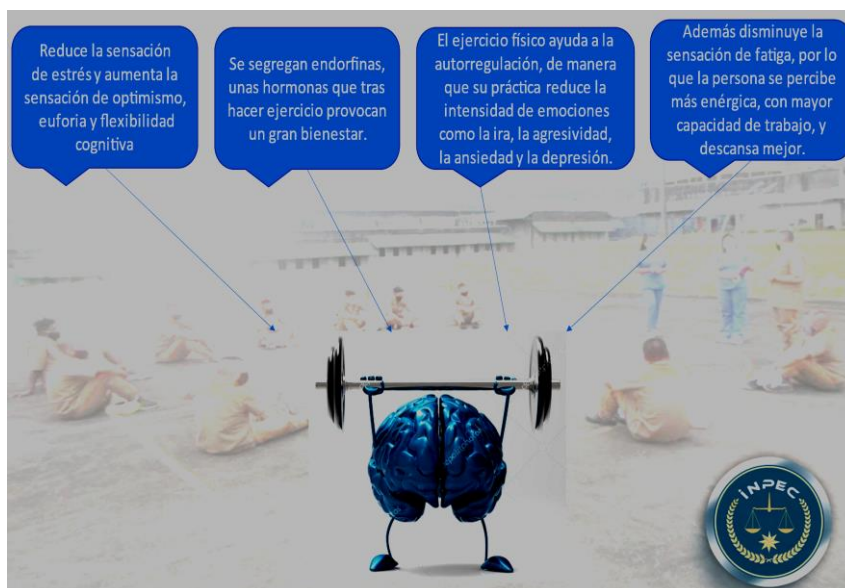 Reduce la sensación
de estrés y aumenta la
sensación de optimismo,
euforia y flexibilidad
cognitiva
Se segregan endorfinas,
unas hormonas que tras
hacer ejercicio provocan
un gran bienestar.
El ejercicio físico ayuda a la
autorregulación, de manera
que su práctica reduce la
intensidad de emociones
como la ira, la agresividad,
la ansiedad y la depresión.
Además disminuye la
sensación de fatiga, por lo
que la persona se percibe
más enérgica, con mayor
capacidad de trabajo, y
descansa mejor.
INPEC